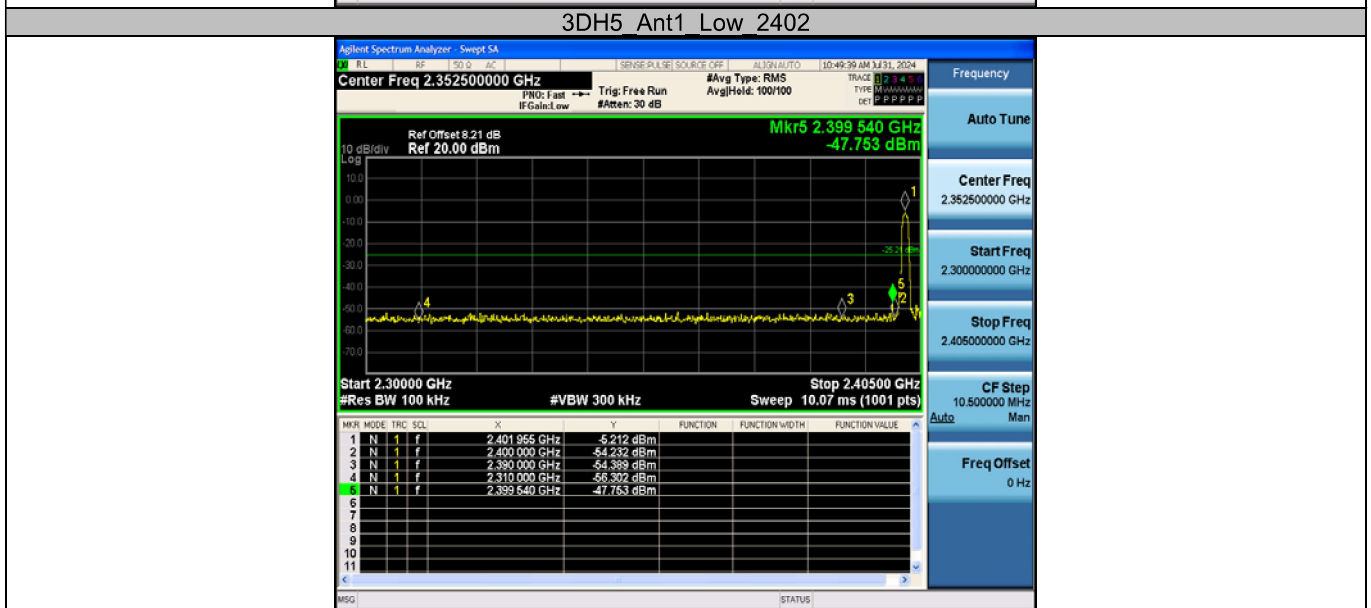 3DH5_Ant1_Low_2402
Agilent Spectrum Analyzer - Swept SA
RL RF 50 Ω AC SENSE:PULSE SOURCE OFF ALIGN AUTO 10:49:39 AM Jul 31, 2024
Center Freq 2.352500000 GHz
PNO: Fast
IFGain:Low
Trig: Free Run
#Atten: 30 dB
#Avg Type: RMS
Avg|Hold: 100/100
TRACE 1 2 3 4 5 6
TYPE M
DET P P P P P P
Frequency
Auto Tune
Center Freq
2.352500000 GHz
Start Freq
2.300000000 GHz
Stop Freq
2.405000000 GHz
CF Step
10.500000 MHz
Auto Man
Freq Offset
0 Hz
Mkr5 2.399 540 GHz
-47.753 dBm
Ref Offset 8.21 dB
Ref 20.00 dBm
10 dB/div
Log
10.0
0.00
-10.0
-20.0
-30.0
-40.0
-50.0
-60.0
-70.0
1
-25.21 dBm
5
2
3
4
Start 2.30000 GHz Stop 2.40500 GHz
#Res BW 100 kHz #VBW 300 kHz Sweep 10.07 ms (1001 pts)
MKR MODE TRC SCL X Y FUNCTION FUNCTION WIDTH FUNCTION VALUE
1 N 1 f 2.401 955 GHz -5.212 dBm
2 N 1 f 2.400 000 GHz -54.232 dBm
3 N 1 f 2.390 000 GHz -54.389 dBm
4 N 1 f 2.310 000 GHz -56.302 dBm
5 N 1 f 2.399 540 GHz -47.753 dBm
6
7
8
9
10
11
MSG STATUS